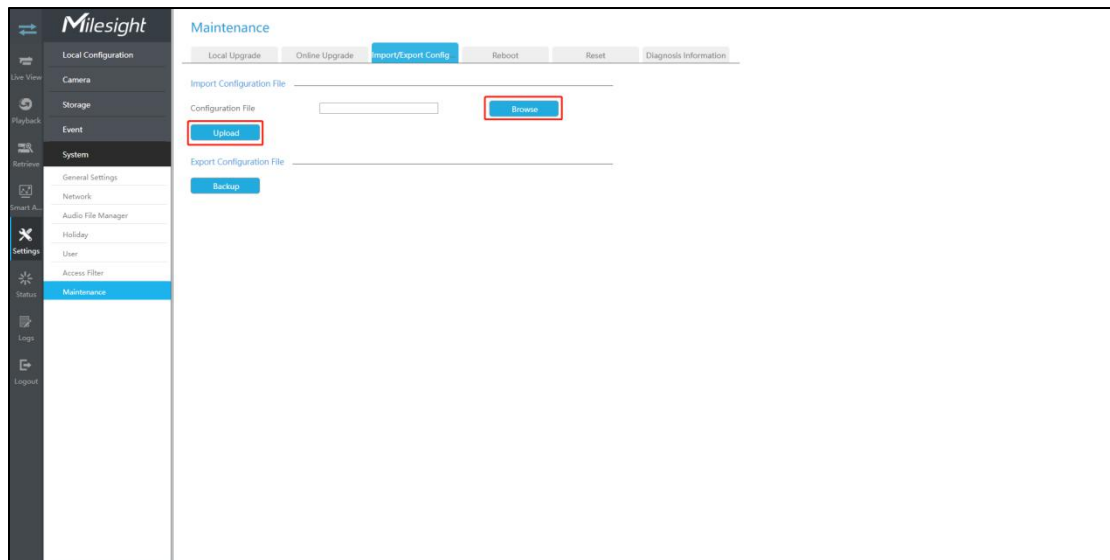 Milesight
Live View
Playback
Retrieve
Smart A...
Settings
Status
Logs
Logout
Local Configuration
Camera
Storage
Event
System
General Settings
Network
Audio File Manager
Holiday
User
Access Filter
Maintenance
Maintenance
Local Upgrade Online Upgrade Import/Export Config Reboot Reset Diagnosis Information
Import Configuration File
Configuration File Browse
Upload
Export Configuration File
Backup